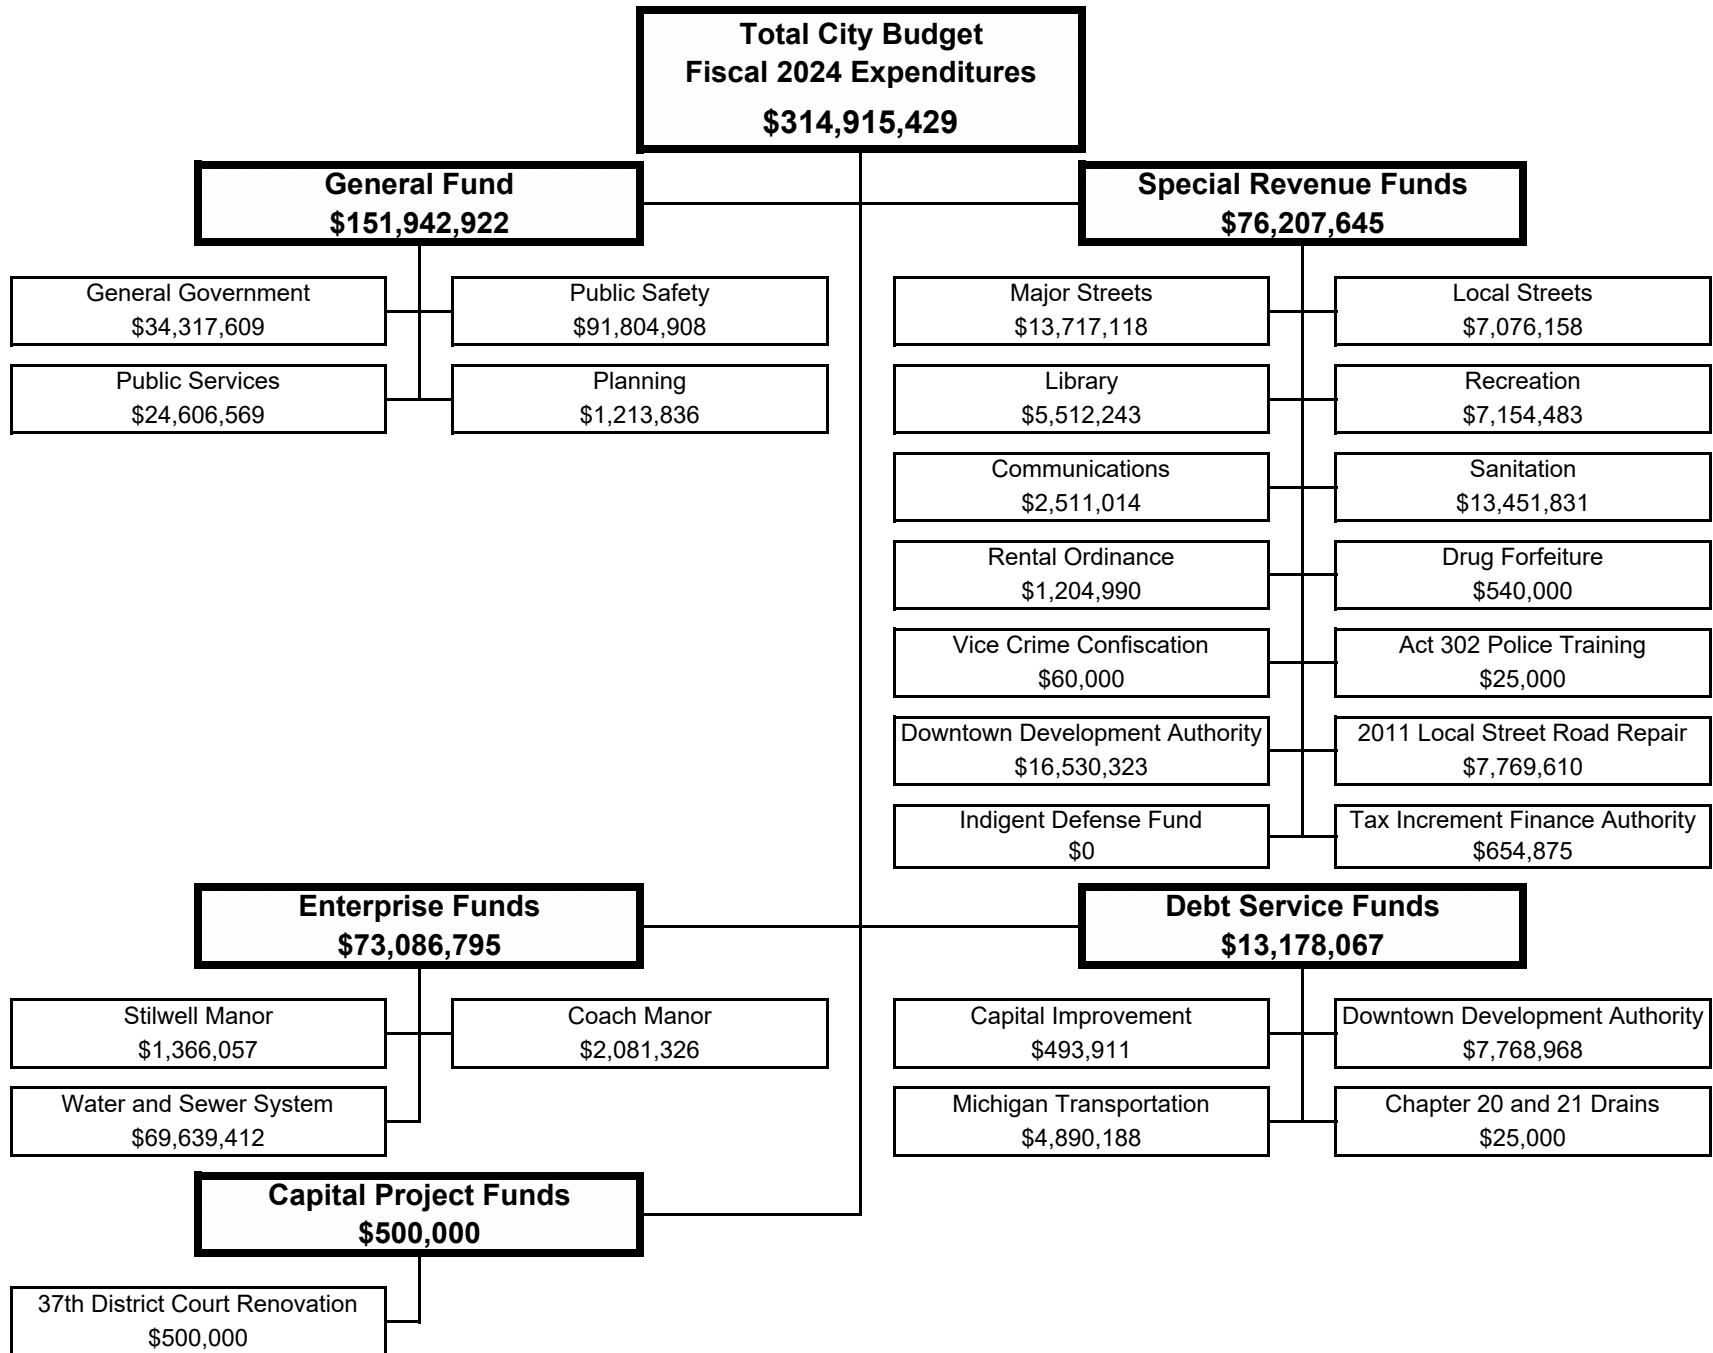 Total City Budget
Fiscal 2024 Expenditures
$314,915,429
General Fund
$151,942,922
Special Revenue Funds
$76,207,645
General Government
$34,317,609
Public Safety
$91,804,908
Major Streets
$13,717,118
Local Streets
$7,076,158
Public Services
$24,606,569
Planning
$1,213,836
Library
$5,512,243
Recreation
$7,154,483
Communications
$2,511,014
Sanitation
$13,451,831
Rental Ordinance
$1,204,990
Drug Forfeiture
$540,000
Vice Crime Confiscation
$60,000
Act 302 Police Training
$25,000
Downtown Development Authority
$16,530,323
2011 Local Street Road Repair
$7,769,610
Indigent Defense Fund
$0
Tax Increment Finance Authority
$654,875
Enterprise Funds
$73,086,795
Debt Service Funds
$13,178,067
Stilwell Manor
$1,366,057
Coach Manor
$2,081,326
Capital Improvement
$493,911
Downtown Development Authority
$7,768,968
Water and Sewer System
$69,639,412
Michigan Transportation
$4,890,188
Chapter 20 and 21 Drains
$25,000
Capital Project Funds
$500,000
37th District Court Renovation
$500,000